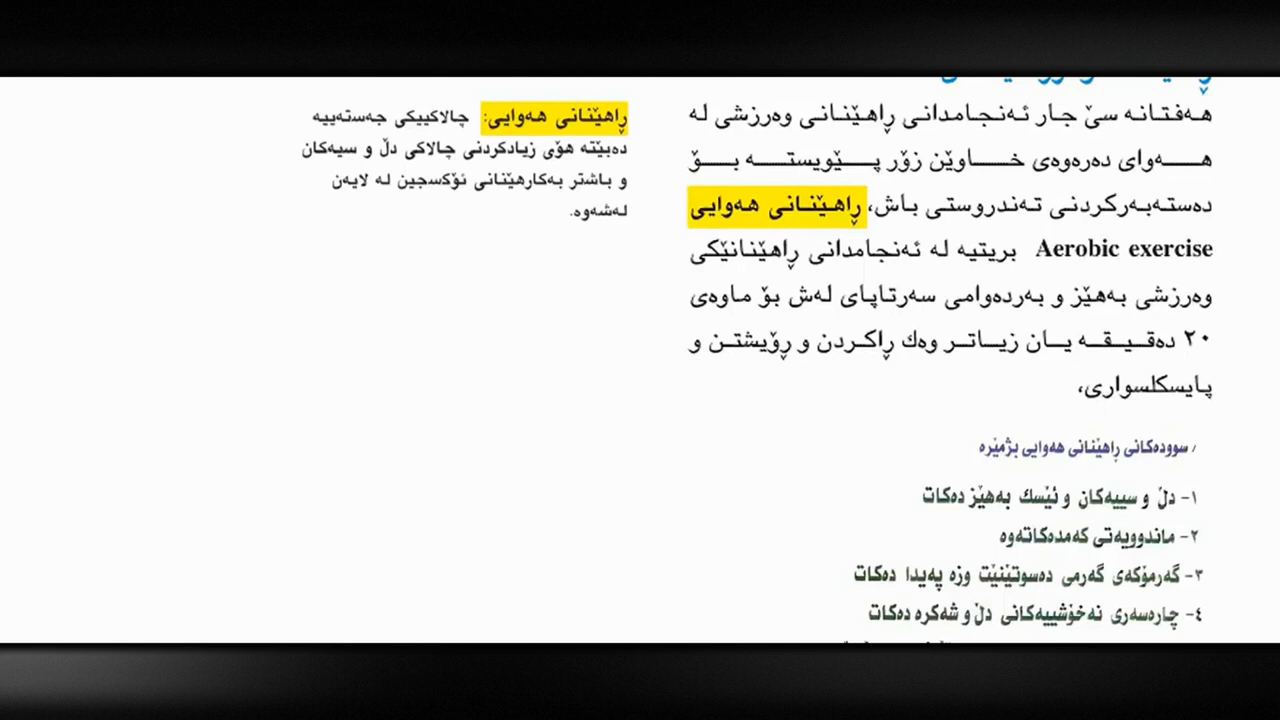 هەفتانە سێ جار ئەنجامدانی ڕاهێنانی وەرزشی لە
هەوای دەرەوەی خاوێن زۆر پێویستە بۆ
دەستەبەرکردنی تەندروستی باش، ڕاهێنانی هەوایی
Aerobic exercise بریتیە لە ئەنجامدانی ڕاهێنانێکی
وەرزشی بەهێز و بەردەوامی سەرتاپای لەش بۆ ماوەی
٢٠ دەقیقە یان زیاتر وەك ڕاکردن و ڕۆیشتن و
پایسکلسواری،
ڕاهێنانی هەوایی: چالاکییکی جەستەییە
دەبێتە هۆی زیادکردنی چالاکی دڵ و سیەکان
و باشتر بەکارهێنانی ئۆکسجین لە لایەن
لەشەوە.
/ سوودەکانی ڕاهێنانی هەوایی بژمێرە
١- دڵ و سییەکان و ئێسك بەهێز دەکات
٢- ماندوویەتی کەمدەکاتەوە
٣- گەرمۆکەی گەرمی دەسوتێنێت وزە پەیدا دەکات
٤- چارەسەری نەخۆشییەکانی دڵ و شەکرە دەکات